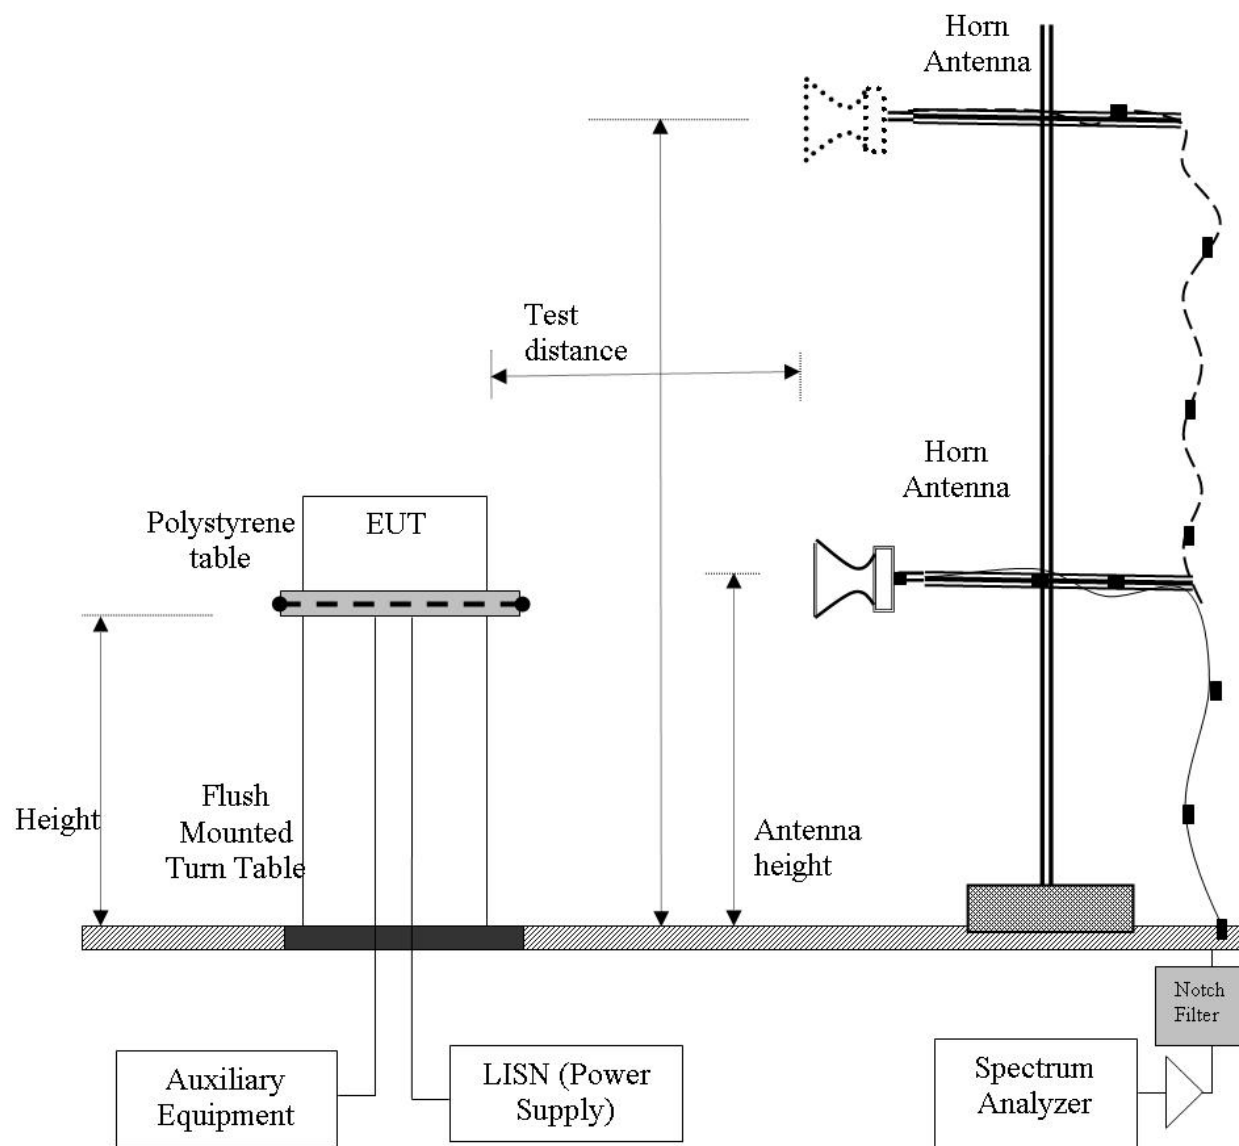 Horn
Antenna
Test
distance
Horn
Antenna
Polystyrene
table
EUT
Height
Flush
Mounted
Turn Table
Antenna
height
Notch
Filter
Auxiliary
Equipment
LISN (Power
Supply)
Spectrum
Analyzer